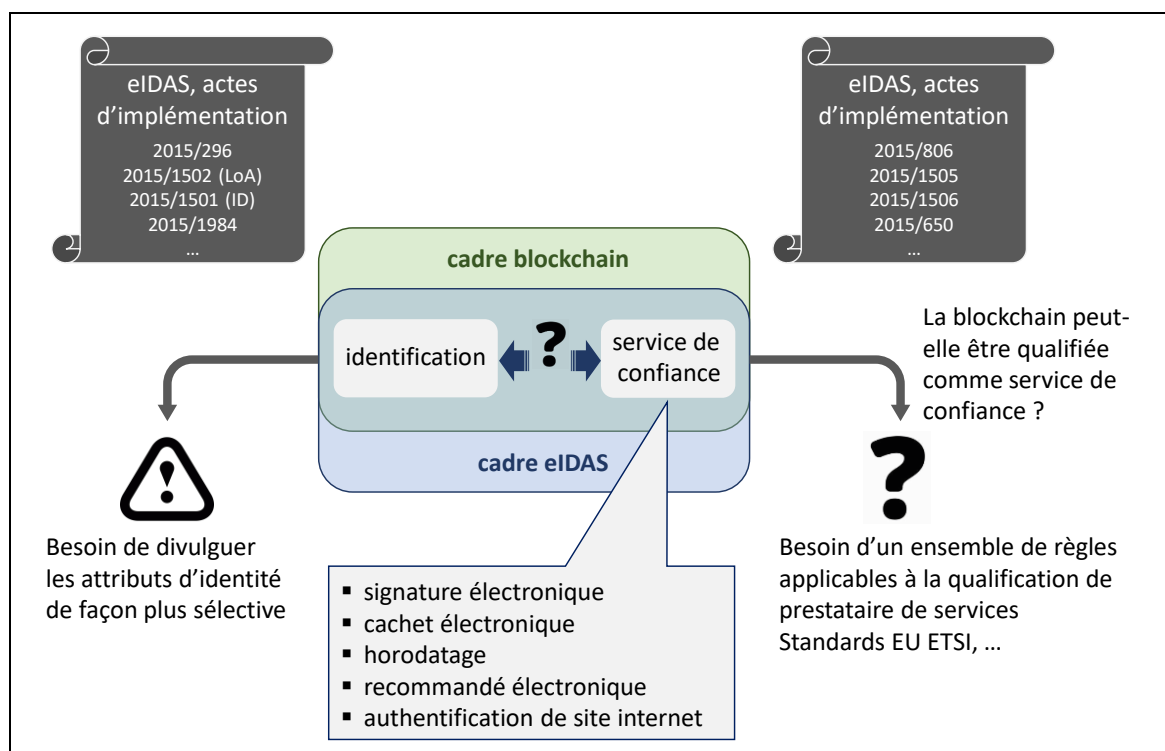 eIDAS, actes
d’implémentation
2015/296
2015/1502 (LoA)
2015/1501 (ID)
2015/1984
...
eIDAS, actes
d’implémentation
2015/806
2015/1505
2015/1506
2015/650
...
cadre blockchain
identification
?
service de
confiance
cadre eIDAS
La blockchain peut-
elle être qualifiée
comme service de
confiance ?
!
?
Besoin de divulguer
les attributs d’identité
de façon plus sélective
Besoin d’un ensemble de règles
applicables à la qualification de
prestataire de services
Standards EU ETSI, …
▪ signature électronique
▪ cachet électronique
▪ horodatage
▪ recommandé électronique
▪ authentification de site internet